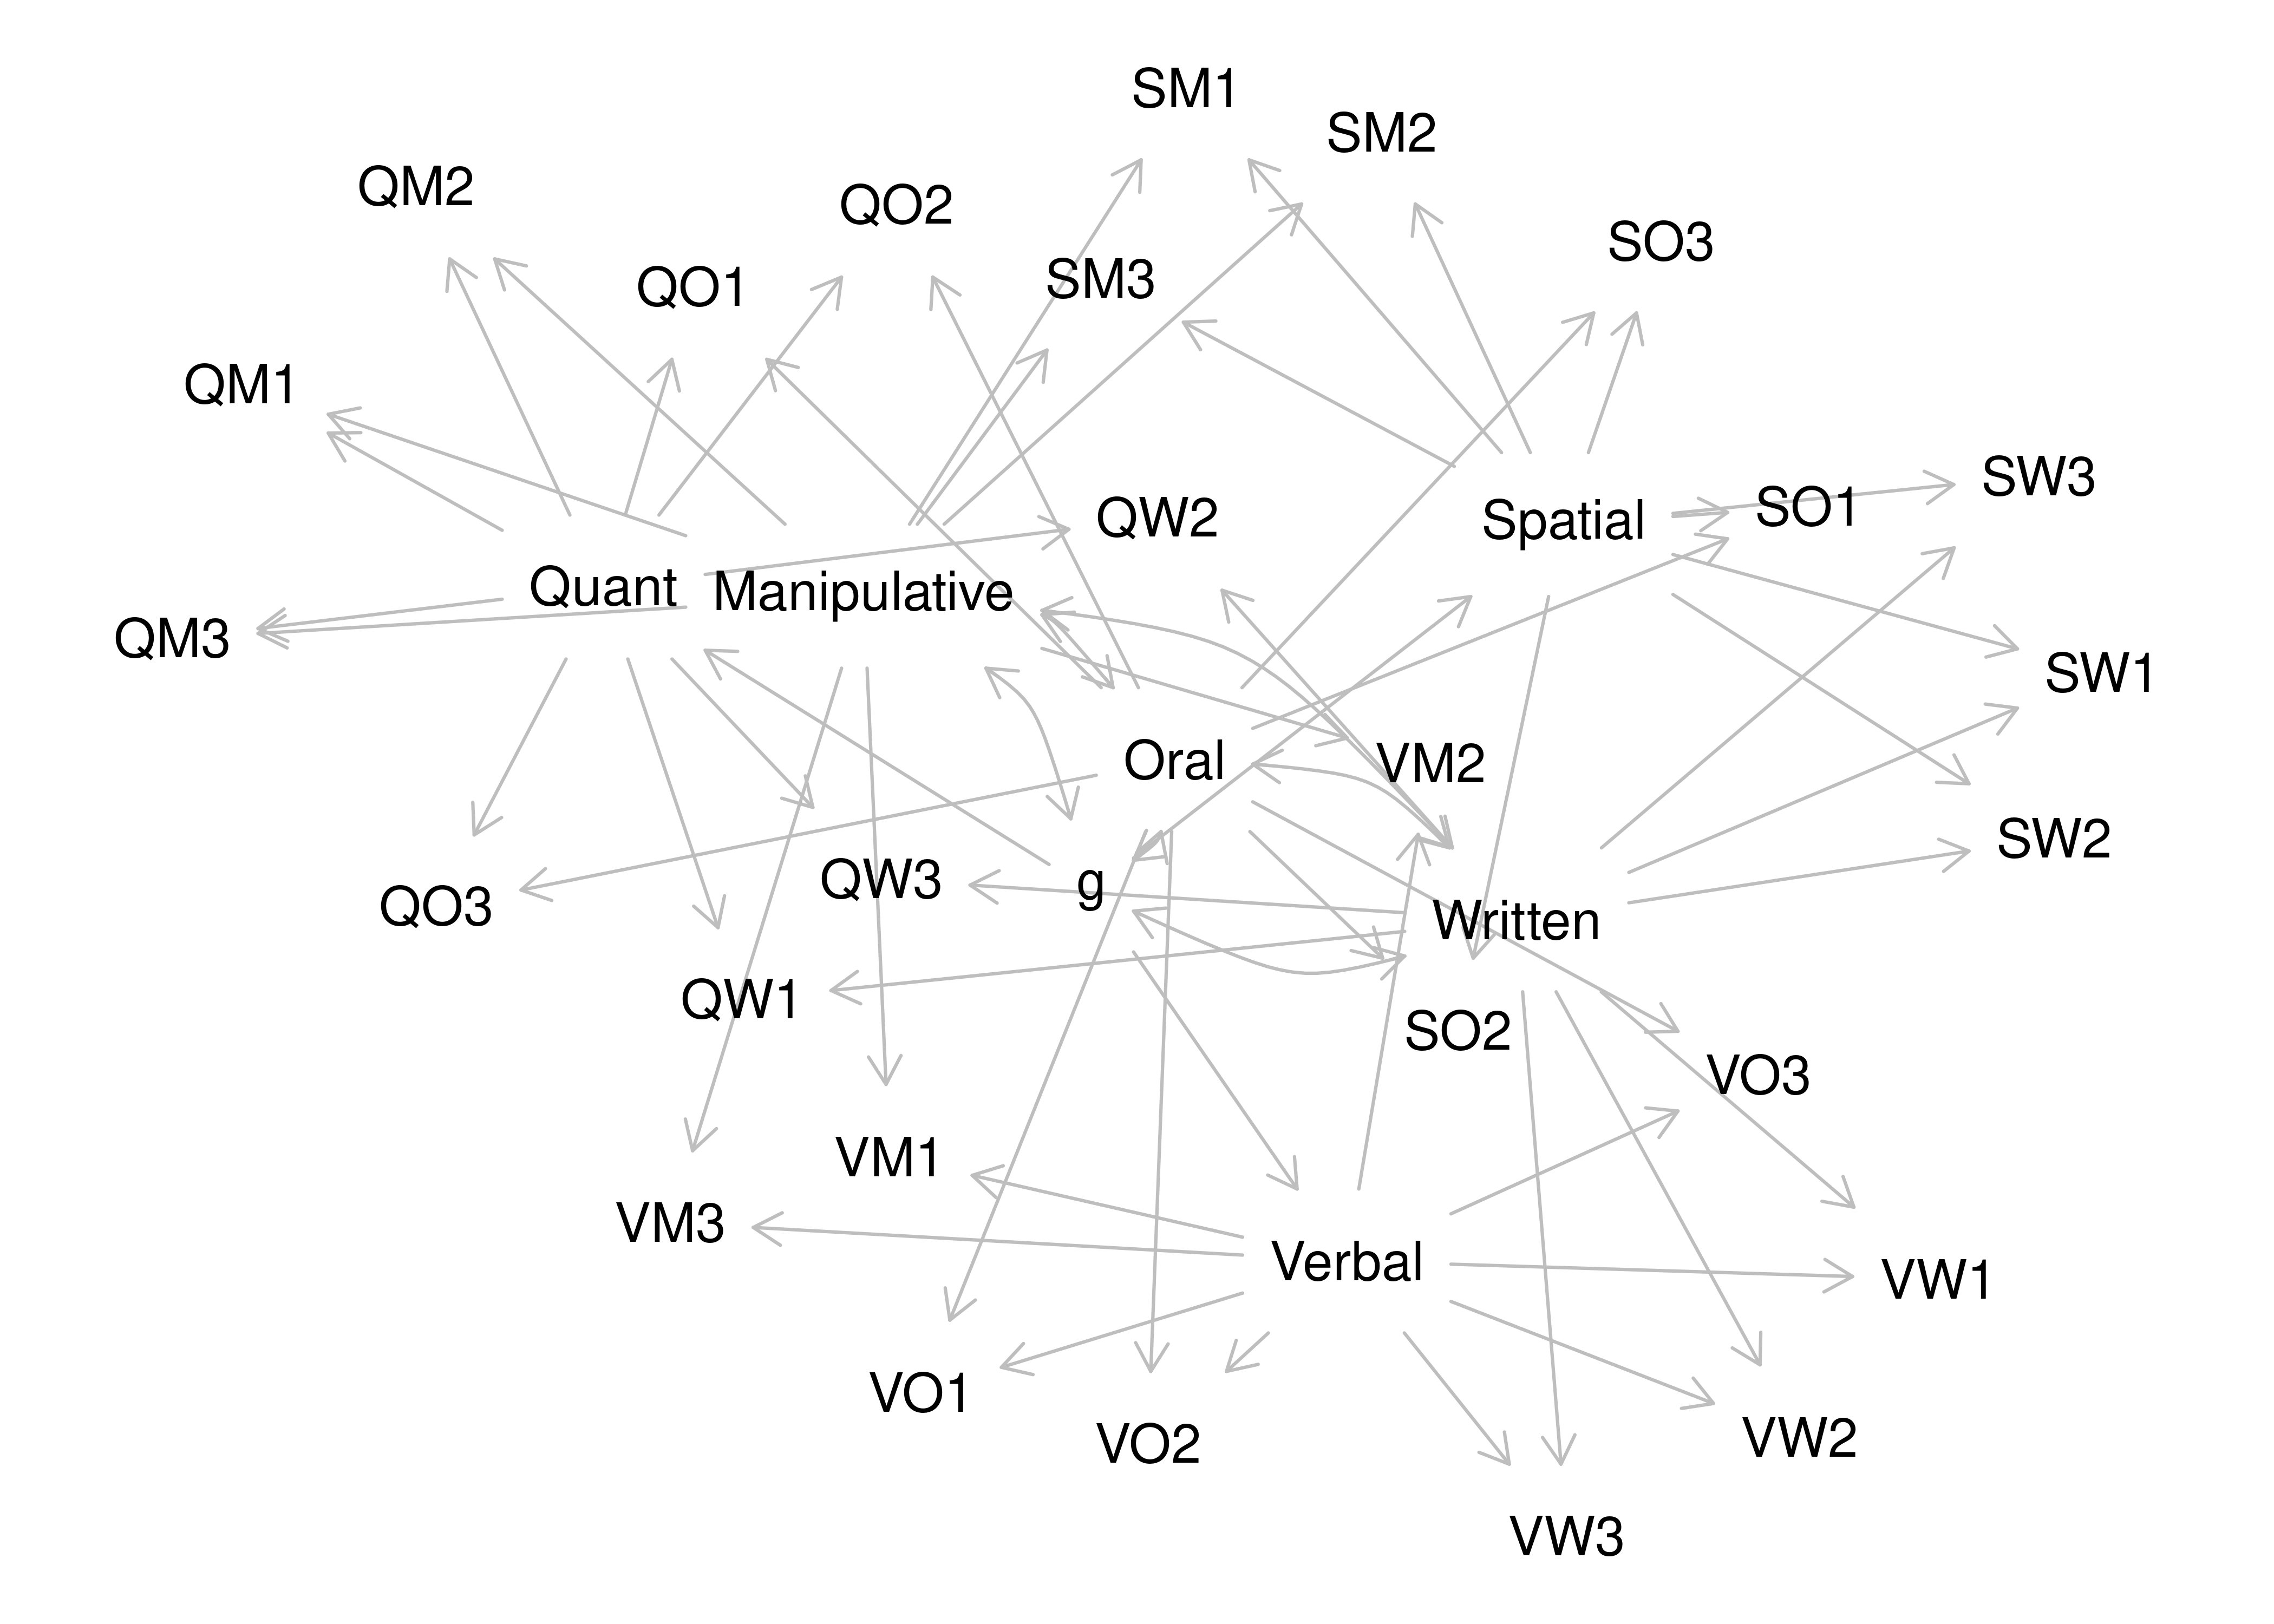 SM1
SM2
QM2
QO2
SO3
SM3
QO1
QM1
SW3
SO1
QW2
Spatial
Quant
Manipulative
QM3
SW1
Oral
VM2
SW2
QW3
g
QO3
Written
QW1
SO2
VO3
VM1
VM3
Verbal
VW1
VO1
VO2
VW2
VW3